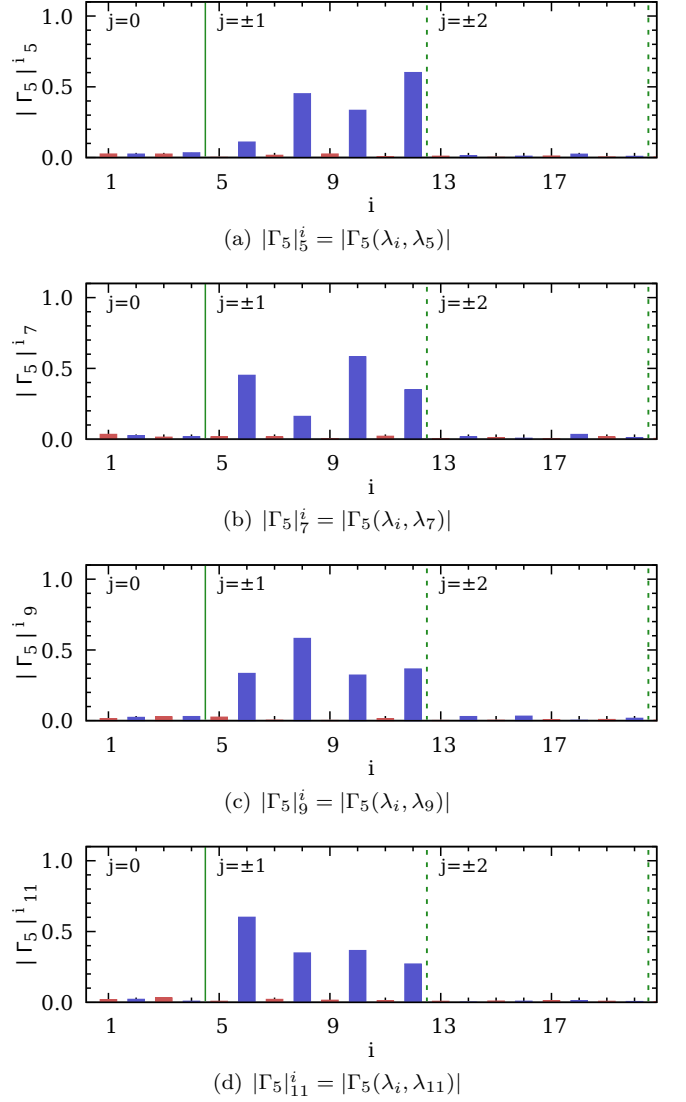 1.0
j=0 j=±1 j=±2
0.5
0.0
|Γ5|^i_5
1 5 9 13 17
i
(a) |Γ₅|ⁱ₅ = |Γ₅(λᵢ, λ₅)|
1.0
j=0 j=±1 j=±2
0.5
0.0
|Γ5|^i_7
1 5 9 13 17
i
(b) |Γ₅|ⁱ₇ = |Γ₅(λᵢ, λ₇)|
1.0
j=0 j=±1 j=±2
0.5
0.0
|Γ5|^i_9
1 5 9 13 17
i
(c) |Γ₅|ⁱ₉ = |Γ₅(λᵢ, λ₉)|
1.0
j=0 j=±1 j=±2
0.5
0.0
|Γ5|^i_11
1 5 9 13 17
i
(d) |Γ₅|ⁱ₁₁ = |Γ₅(λᵢ, λ₁₁)|